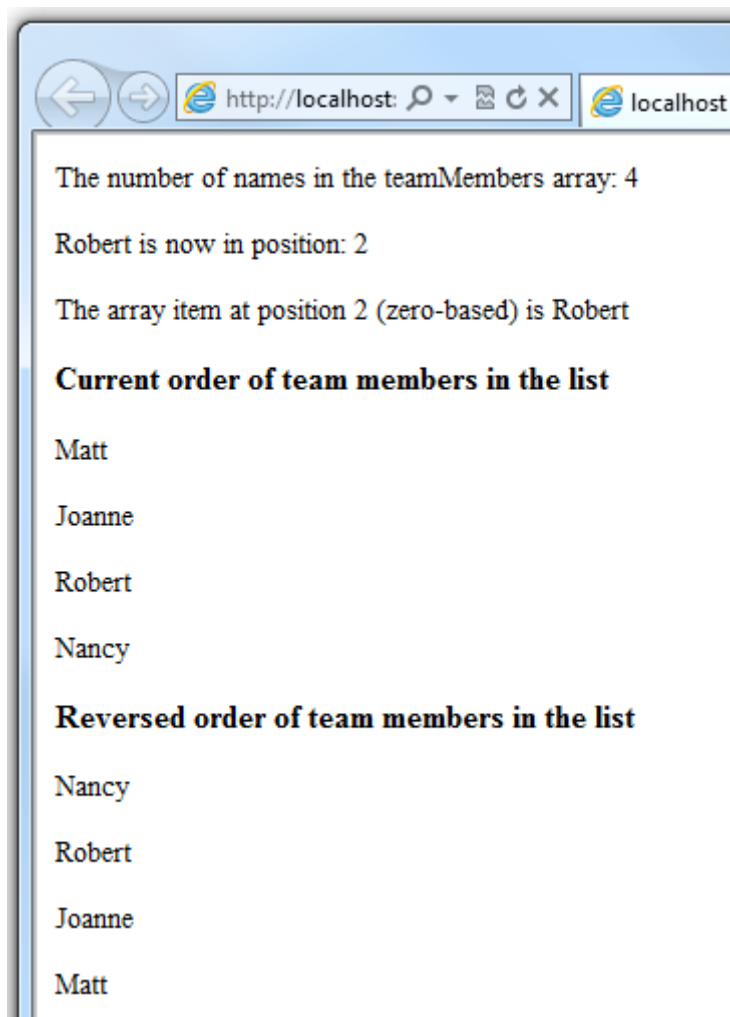 http://localhost:
localhost
The number of names in the teamMembers array: 4
Robert is now in position: 2
The array item at position 2 (zero-based) is Robert
Current order of team members in the list
Matt
Joanne
Robert
Nancy
Reversed order of team members in the list
Nancy
Robert
Joanne
Matt